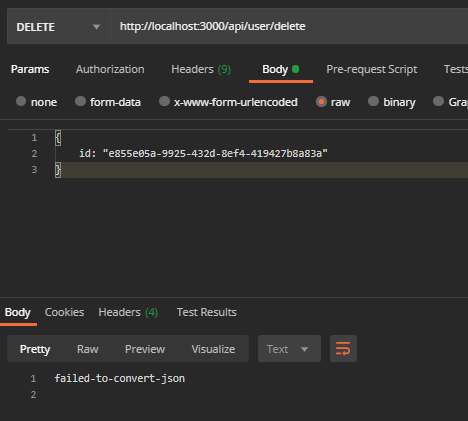 DELETE http://localhost:3000/api/user/delete
Params Authorization Headers (9) Body Pre-request Script Tests
none form-data x-www-form-urlencoded raw binary Gra
1 {
2 id: "e855e05a-9925-432d-8ef4-419427b8a83a"
3 }
Body Cookies Headers (4) Test Results
Pretty Raw Preview Visualize Text
1 failed-to-convert-json
2